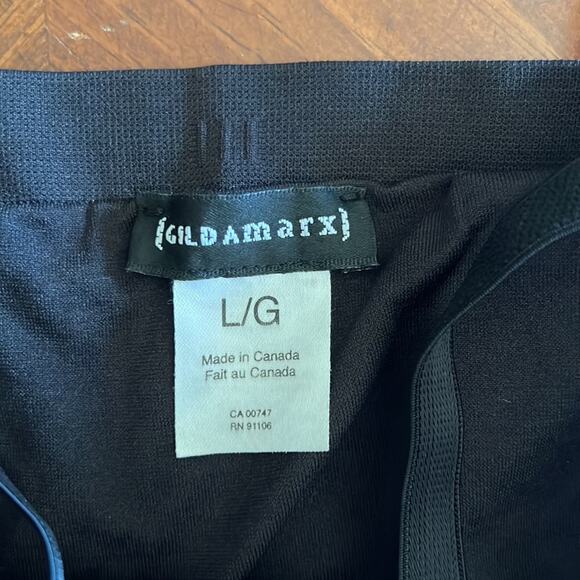 [GILDAmarx]
L/G
Made in Canada
Fait au Canada
CA 00747
RN 91106